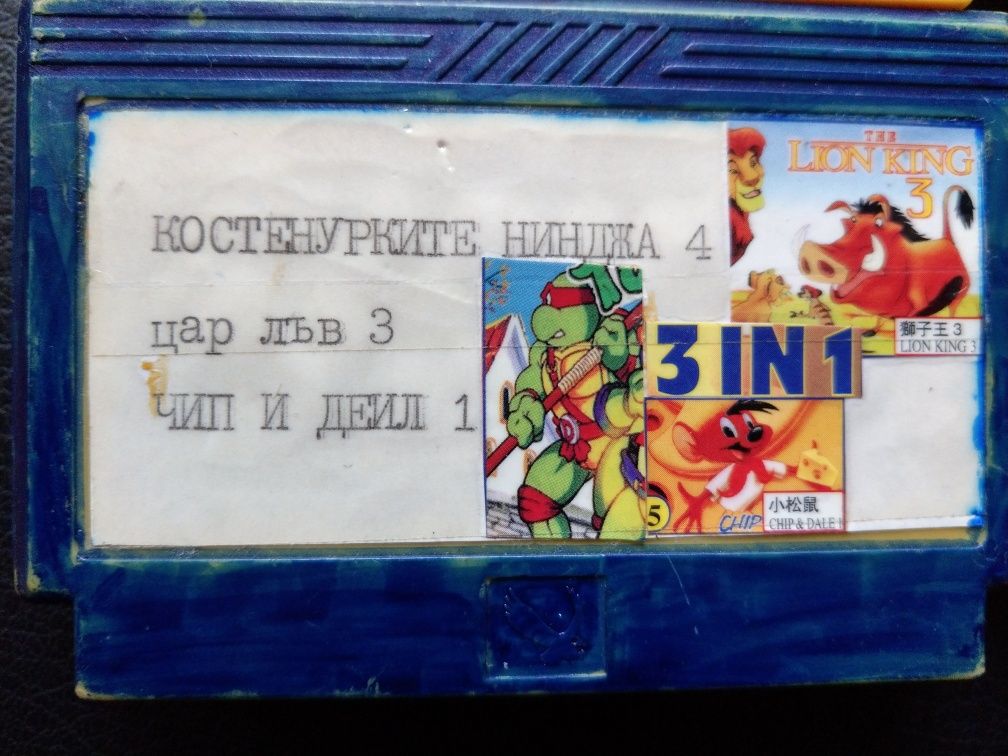 КОСТЕНУРКИТЕ НИНДЖА 4
цар лъв 3
ЧИП И ДЕИЛ 1
THE
LION KING
3
獅子王 3
LION KING 3
3 IN 1
小松鼠
CHIP & DALE 1
5
CHIP